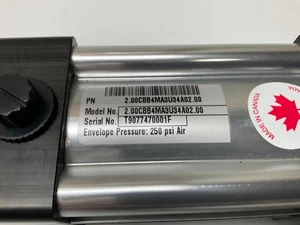 PN 2.00CBB4MA3U34A02.00
Model No. 2.00CBB4MA3U34A02.00
Serial No. T9077470001F
Envelope Pressure: 250 psi Air
MADE IN CANADA